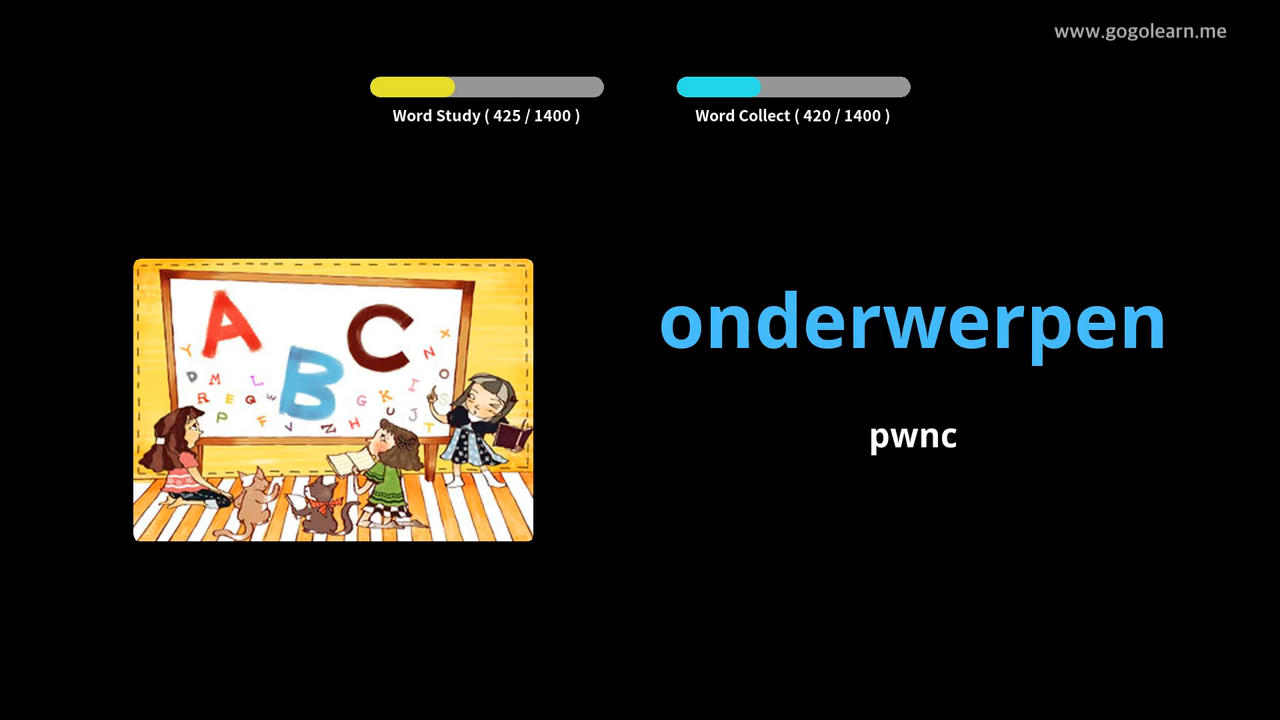 www.gogolearn.me
Word Study ( 425 / 1400 )
Word Collect ( 420 / 1400 )
A
B
C
X
Y
N
D M L O
R E Q W G K I S
P F V Z H U J T
onderwerpen
pwnc